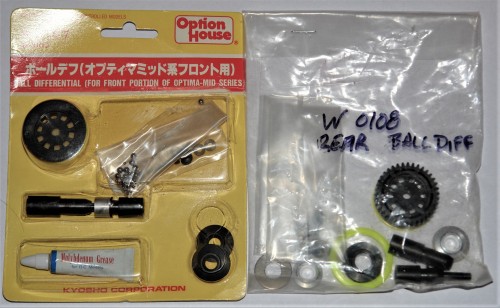 Option
House
ボールデフ(オプティマミッド系フロント用)
BALL DIFFERENTIAL (FOR FRONT PORTION OF OPTIMA-MID SERIES)
Molybdenum Grease
KYOSHO CORPORATION
W 0108
REAR BALL DIFF